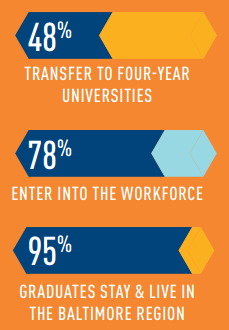 48%
TRANSFER TO FOUR-YEAR
UNIVERSITIES
78%
ENTER INTO THE WORKFORCE
95%
GRADUATES STAY & LIVE IN
THE BALTIMORE REGION